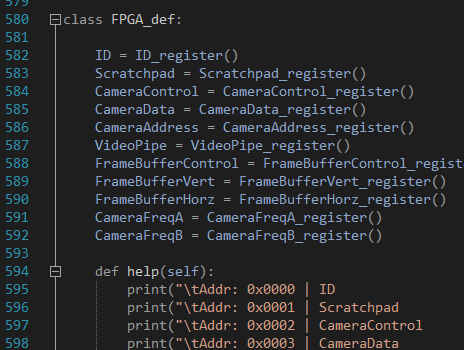 579
580 class FPGA_def:
581
582 ID = ID_register()
583 Scratchpad = Scratchpad_register()
584 CameraControl = CameraControl_register()
585 CameraData = CameraData_register()
586 CameraAddress = CameraAddress_register()
587 VideoPipe = VideoPipe_register()
588 FrameBufferControl = FrameBufferControl_regist
589 FrameBufferVert = FrameBufferVert_register()
590 FrameBufferHorz = FrameBufferHorz_register()
591 CameraFreqA = CameraFreqA_register()
592 CameraFreqB = CameraFreqB_register()
593
594 def help(self):
595 print("\tAddr: 0x0000 | ID
596 print("\tAddr: 0x0001 | Scratchpad
597 print("\tAddr: 0x0002 | CameraControl
598 print("\tAddr: 0x0003 | CameraData